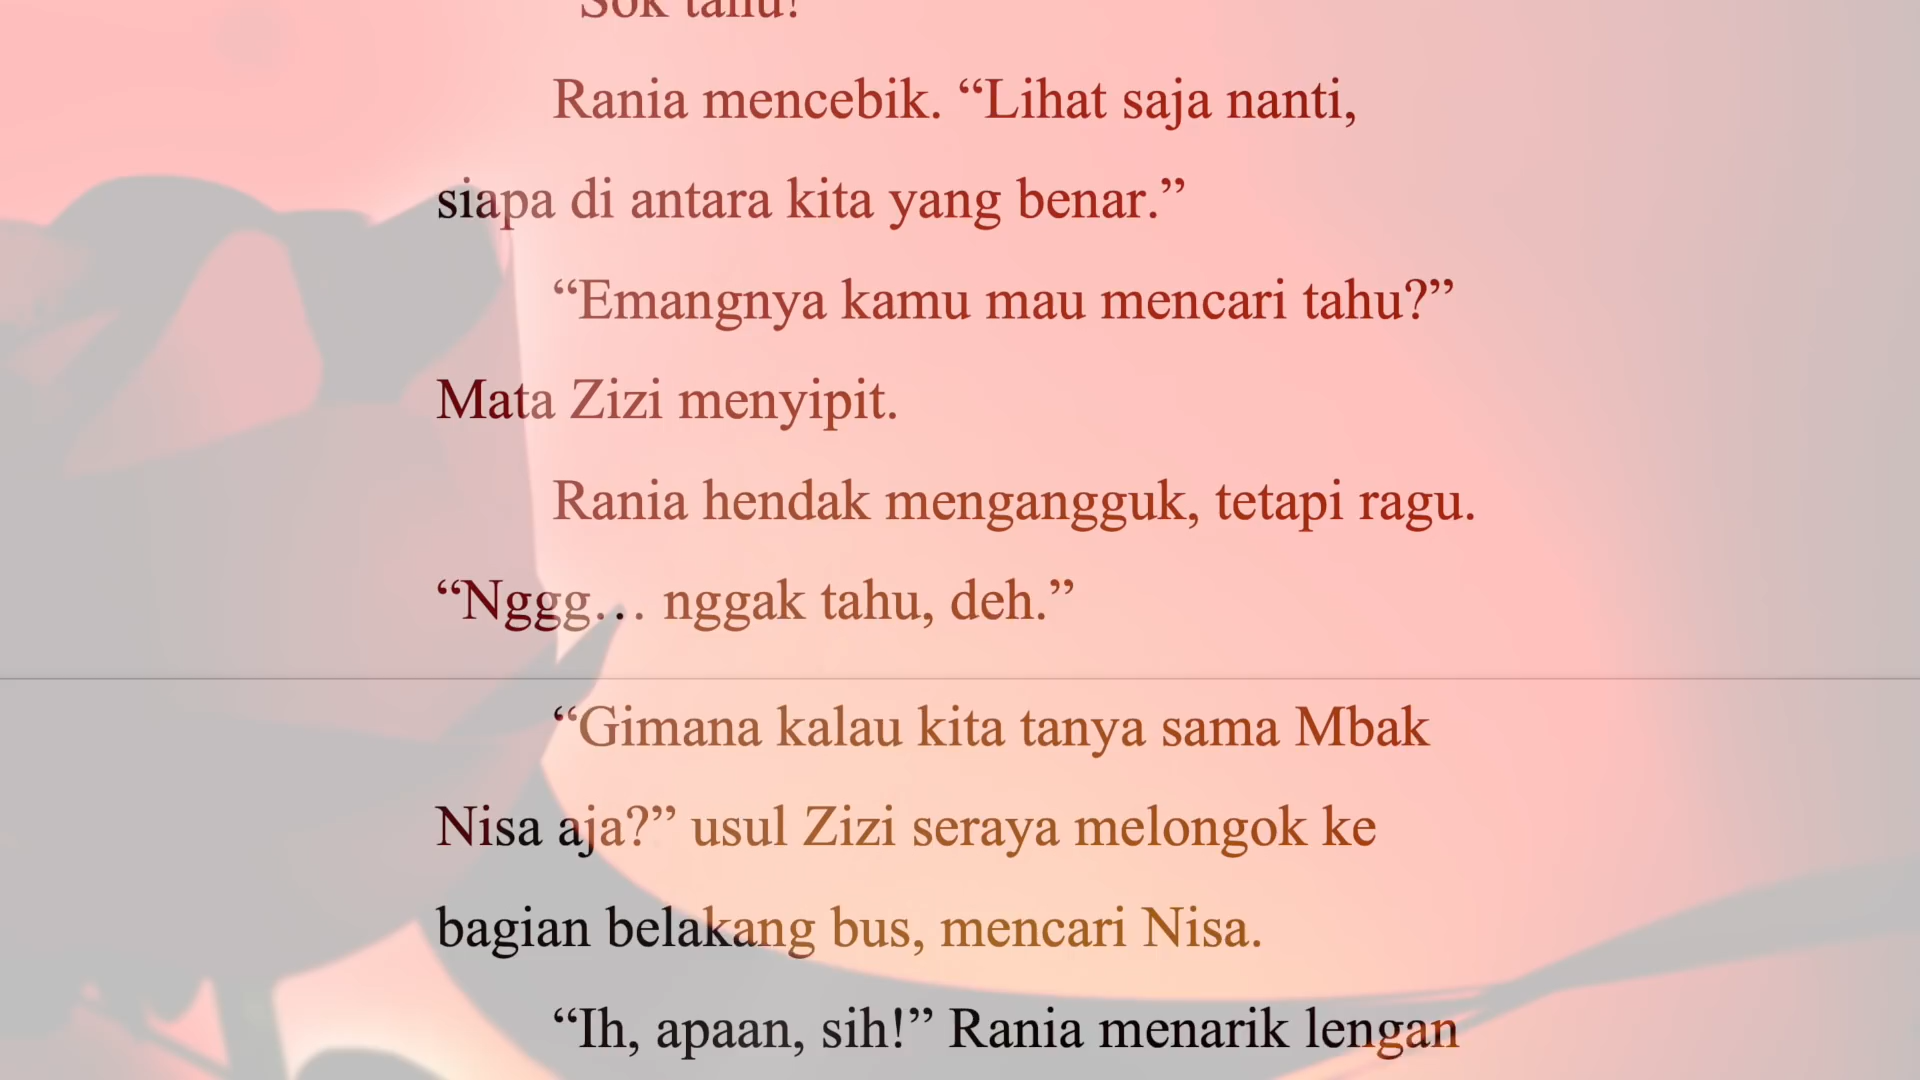 Sok tahu!
Rania mencebik. “Lihat saja nanti,
siapa di antara kita yang benar.”
“Emangnya kamu mau mencari tahu?”
Mata Zizi menyipit.
Rania hendak mengangguk, tetapi ragu.
“Nggg… nggak tahu, deh.”
“Gimana kalau kita tanya sama Mbak
Nisa aja?” usul Zizi seraya melongok ke
bagian belakang bus, mencari Nisa.
“Ih, apaan, sih!” Rania menarik lengan